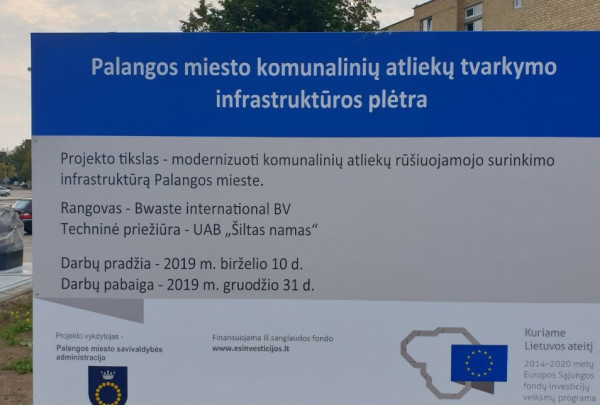 Palangos miesto komunalinių atliekų tvarkymo
infrastruktūros plėtra
Projekto tikslas - modernizuoti komunalinių atliekų rūšiuojamojo surinkimo
infrastruktūrą Palangos mieste.
Rangovas - Bwaste international BV
Techninė priežiūra - UAB „Šiltas namas“
Darbų pradžia - 2019 m. birželio 10 d.
Darbų pabaiga - 2019 m. gruodžio 31 d.
Projekto vykdytojas -
Palangos miesto savivaldybės
administracija
Finansuojama iš sanglaudos fondo
www.esinvesticijos.lt
Kuriame
Lietuvos ateitį
2014–2020 metų
Europos Sąjungos
fondų investicijų
veiksmų programa